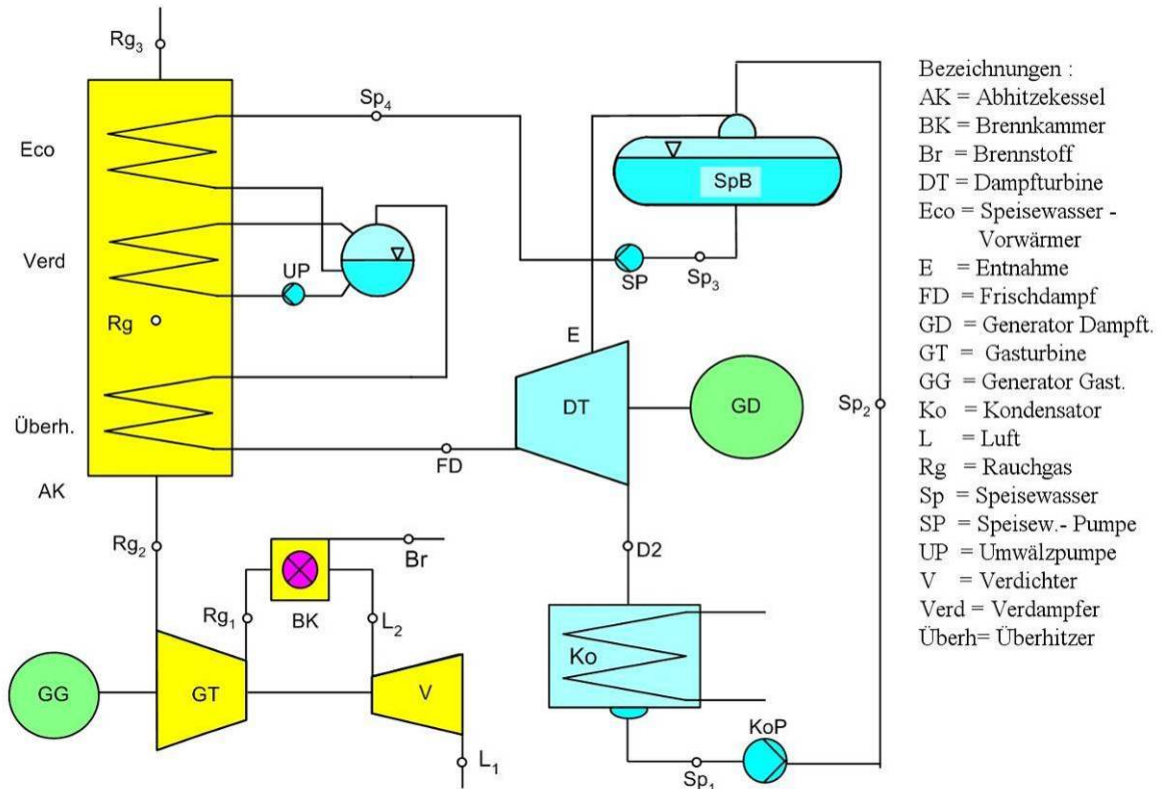 Rg3
Sp4
Eco
SpB
Verd
UP
SP
Sp3
Rg
E
DT
GD
Sp2
Überh.
FD
AK
Rg2
Br
D2
Rg1
BK
L2
Ko
GG
GT
V
KoP
L1
Sp1
Bezeichnungen :
AK = Abhitzekessel
BK = Brennkammer
Br = Brennstoff
DT = Dampfturbine
Eco = Speisewasser -
Vorwärmer
E = Entnahme
FD = Frischdampf
GD = Generator Dampft.
GT = Gasturbine
GG = Generator Gast.
Ko = Kondensator
L = Luft
Rg = Rauchgas
Sp = Speisewasser
SP = Speisew.- Pumpe
UP = Umwälzpumpe
V = Verdichter
Verd = Verdampfer
Überh= Überhitzer